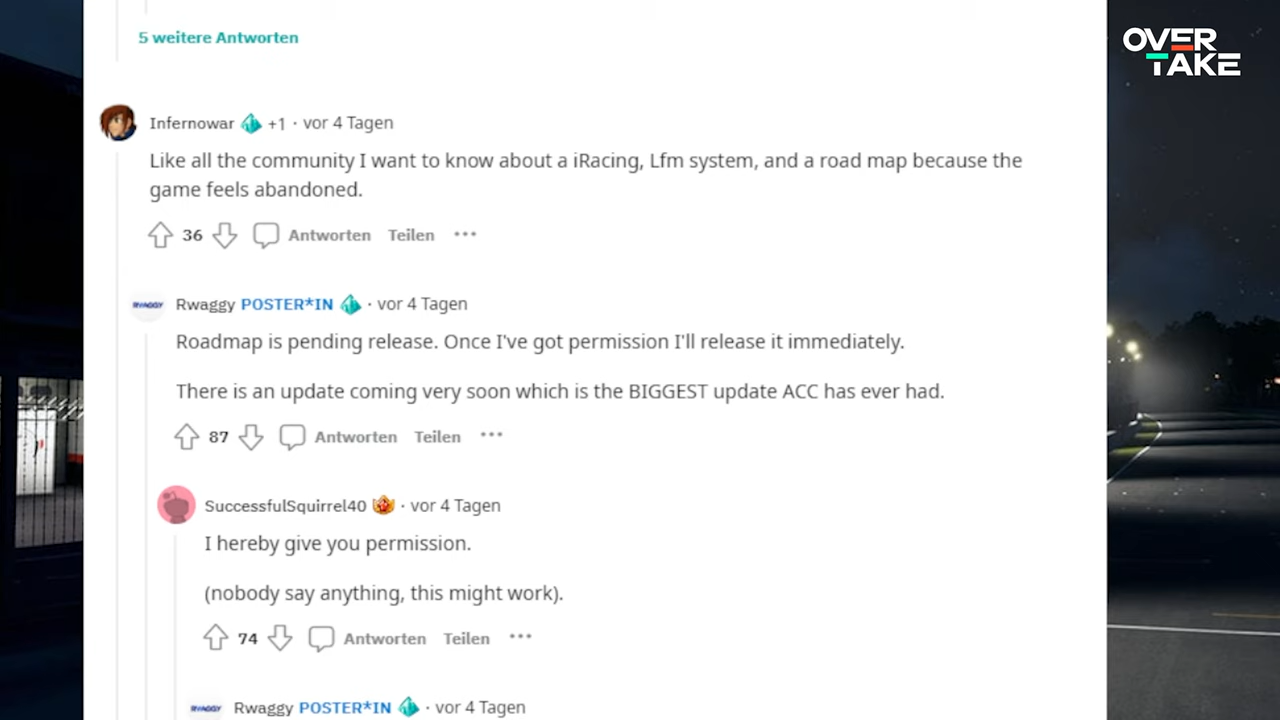 OVER
TAKE
5 weitere Antworten
Infernowar +1 · vor 4 Tagen
Like all the community I want to know about a iRacing, Lfm system, and a road map because the
game feels abandoned.
36 Antworten Teilen ···
RWAGGY Rwaggy POSTER*IN · vor 4 Tagen
Roadmap is pending release. Once I've got permission I'll release it immediately.
There is an update coming very soon which is the BIGGEST update ACC has ever had.
87 Antworten Teilen ···
SuccessfulSquirrel40 · vor 4 Tagen
I hereby give you permission.
(nobody say anything, this might work).
74 Antworten Teilen ···
RWAGGY Rwaggy POSTER*IN · vor 4 Tagen